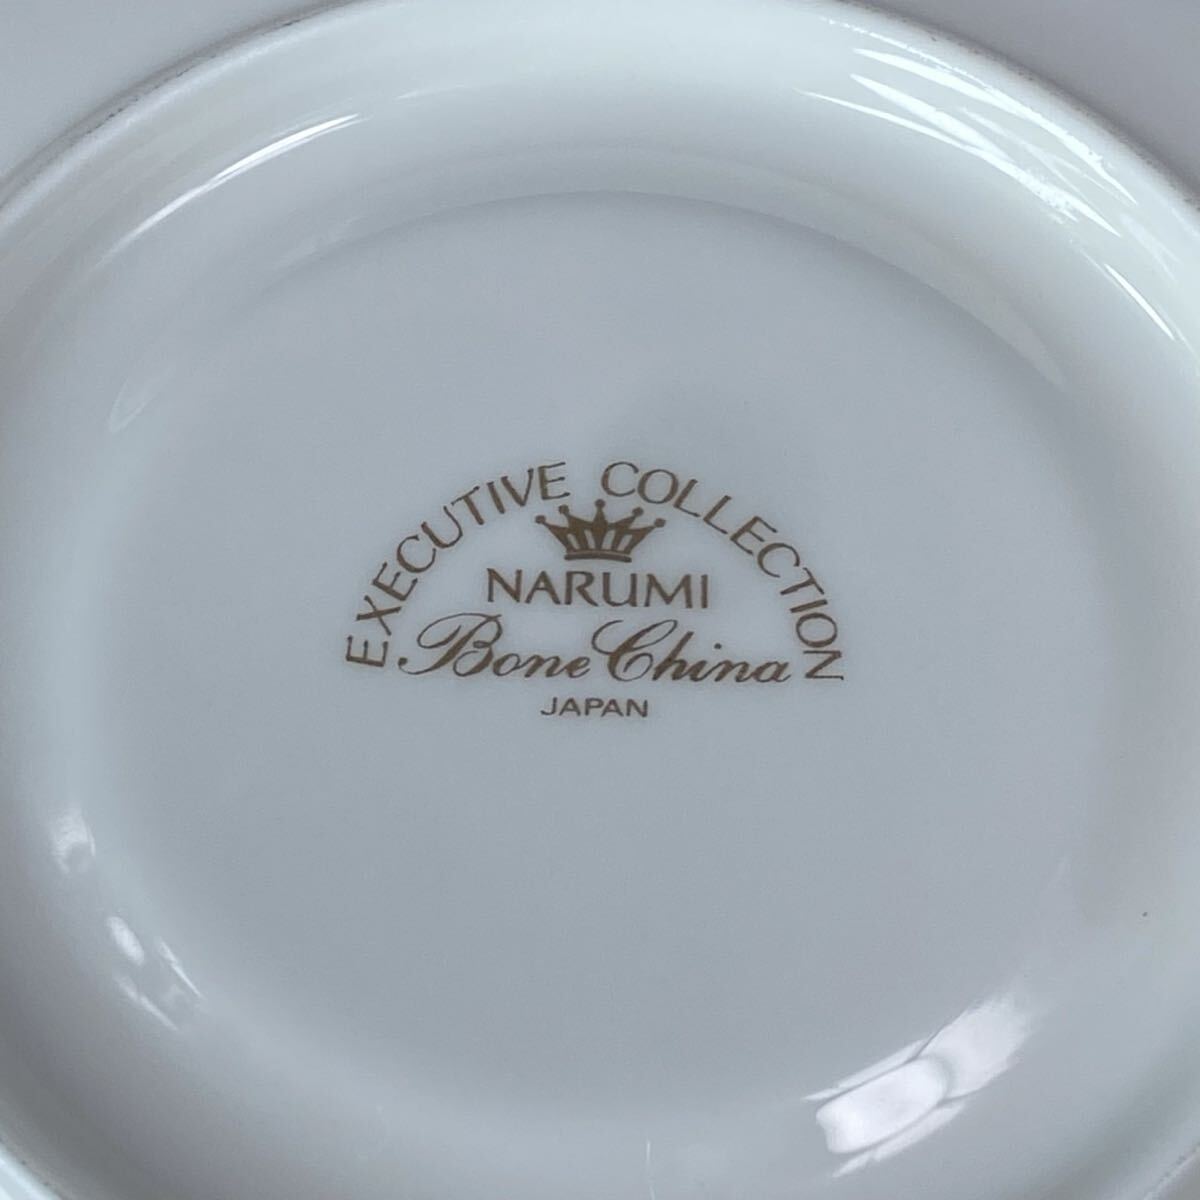 EXECUTIVE COLLECTION
NARUMI
Bone China
JAPAN